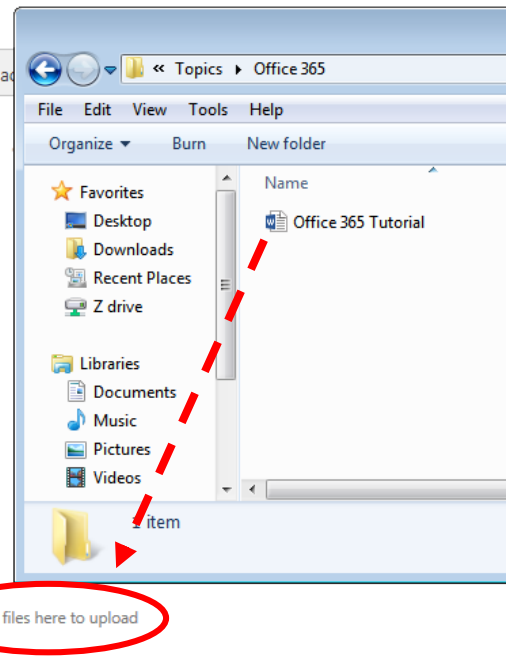 « Topics Office 365
File Edit View Tools Help
Organize Burn New folder
Favorites
Desktop
Downloads
Recent Places
Z drive
Libraries
Documents
Music
Pictures
Videos
Name
Office 365 Tutorial
1 item
files here to upload